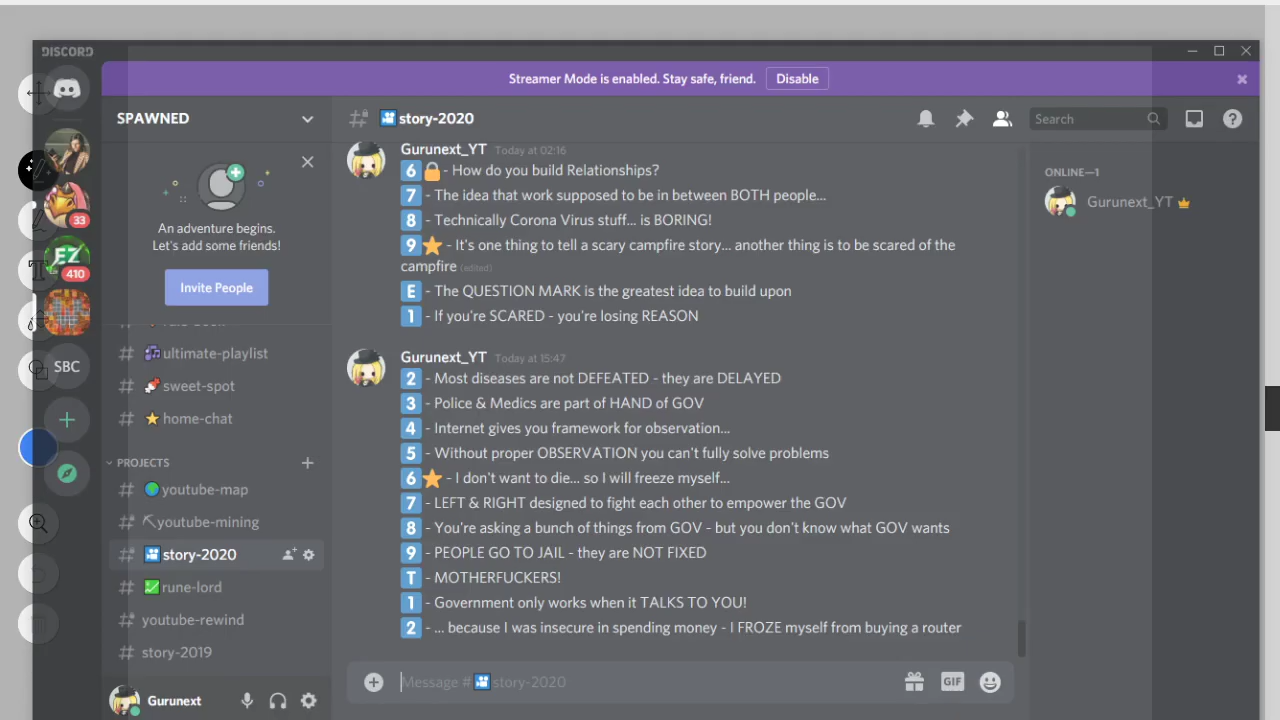 DISCORD
Streamer Mode is enabled. Stay safe, friend. Disable
SPAWNED
story-2020
Search
An adventure begins.
Let's add some friends!
Invite People
33
EZ
410
SBC
ultimate-playlist
sweet-spot
home-chat
PROJECTS
youtube-map
youtube-mining
story-2020
rune-lord
youtube-rewind
story-2019
Gurunext
Gurunext_YT Today at 02:16
6 - How do you build Relationships?
7 - The idea that work supposed to be in between BOTH people...
8 - Technically Corona Virus stuff... is BORING!
9 - It's one thing to tell a scary campfire story... another thing is to be scared of the
campfire (edited)
E - The QUESTION MARK is the greatest idea to build upon
1 - If you're SCARED - you're losing REASON
Gurunext_YT Today at 15:47
2 - Most diseases are not DEFEATED - they are DELAYED
3 - Police & Medics are part of HAND of GOV
4 - Internet gives you framework for observation...
5 - Without proper OBSERVATION you can't fully solve problems
6 - I don't want to die... so I will freeze myself...
7 - LEFT & RIGHT designed to fight each other to empower the GOV
8 - You're asking a bunch of things from GOV - but you don't know what GOV wants
9 - PEOPLE GO TO JAIL - they are NOT FIXED
T - MOTHERFUCKERS!
1 - Government only works when it TALKS TO YOU!
2 - ... because I was insecure in spending money - I FROZE myself from buying a router
Message # story-2020
GIF
ONLINE—1
Gurunext_YT